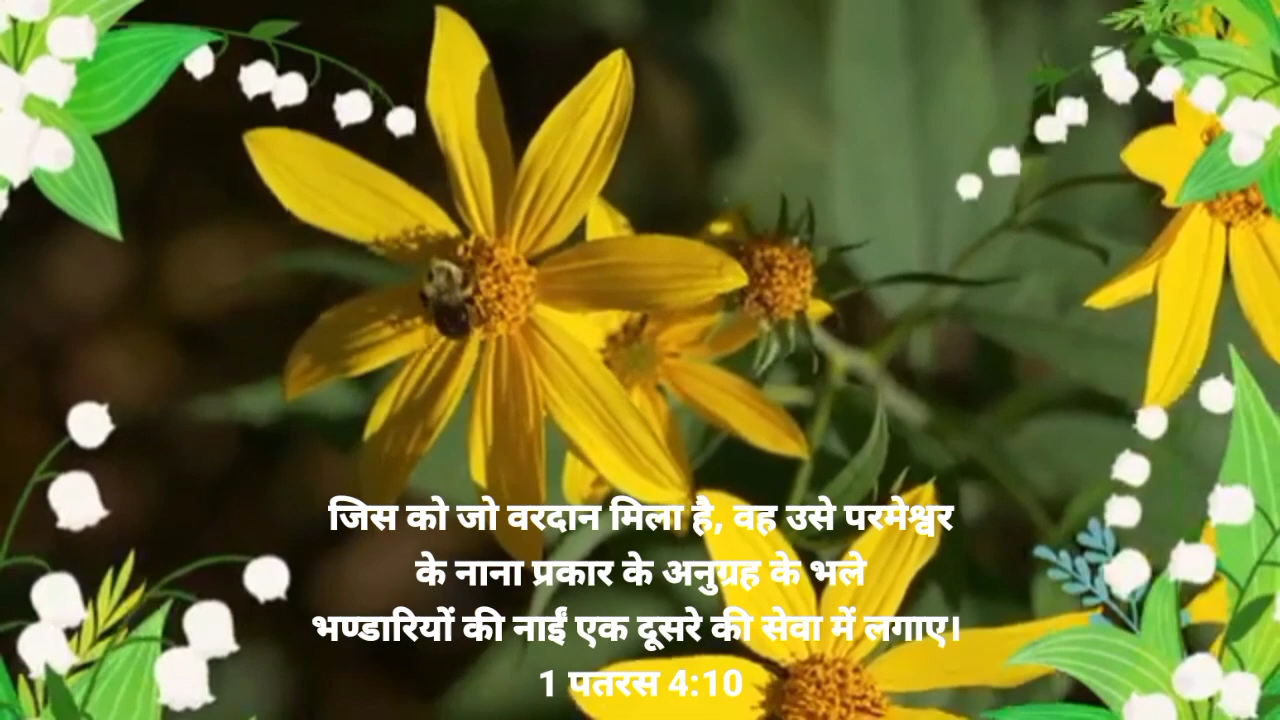 जिस को जो वरदान मिला है, वह उसे परमेश्वर
के नाना प्रकार के अनुग्रह के भले
भण्डारियों की नाईं एक दूसरे की सेवा में लगाए।
1 पतरस 4:10